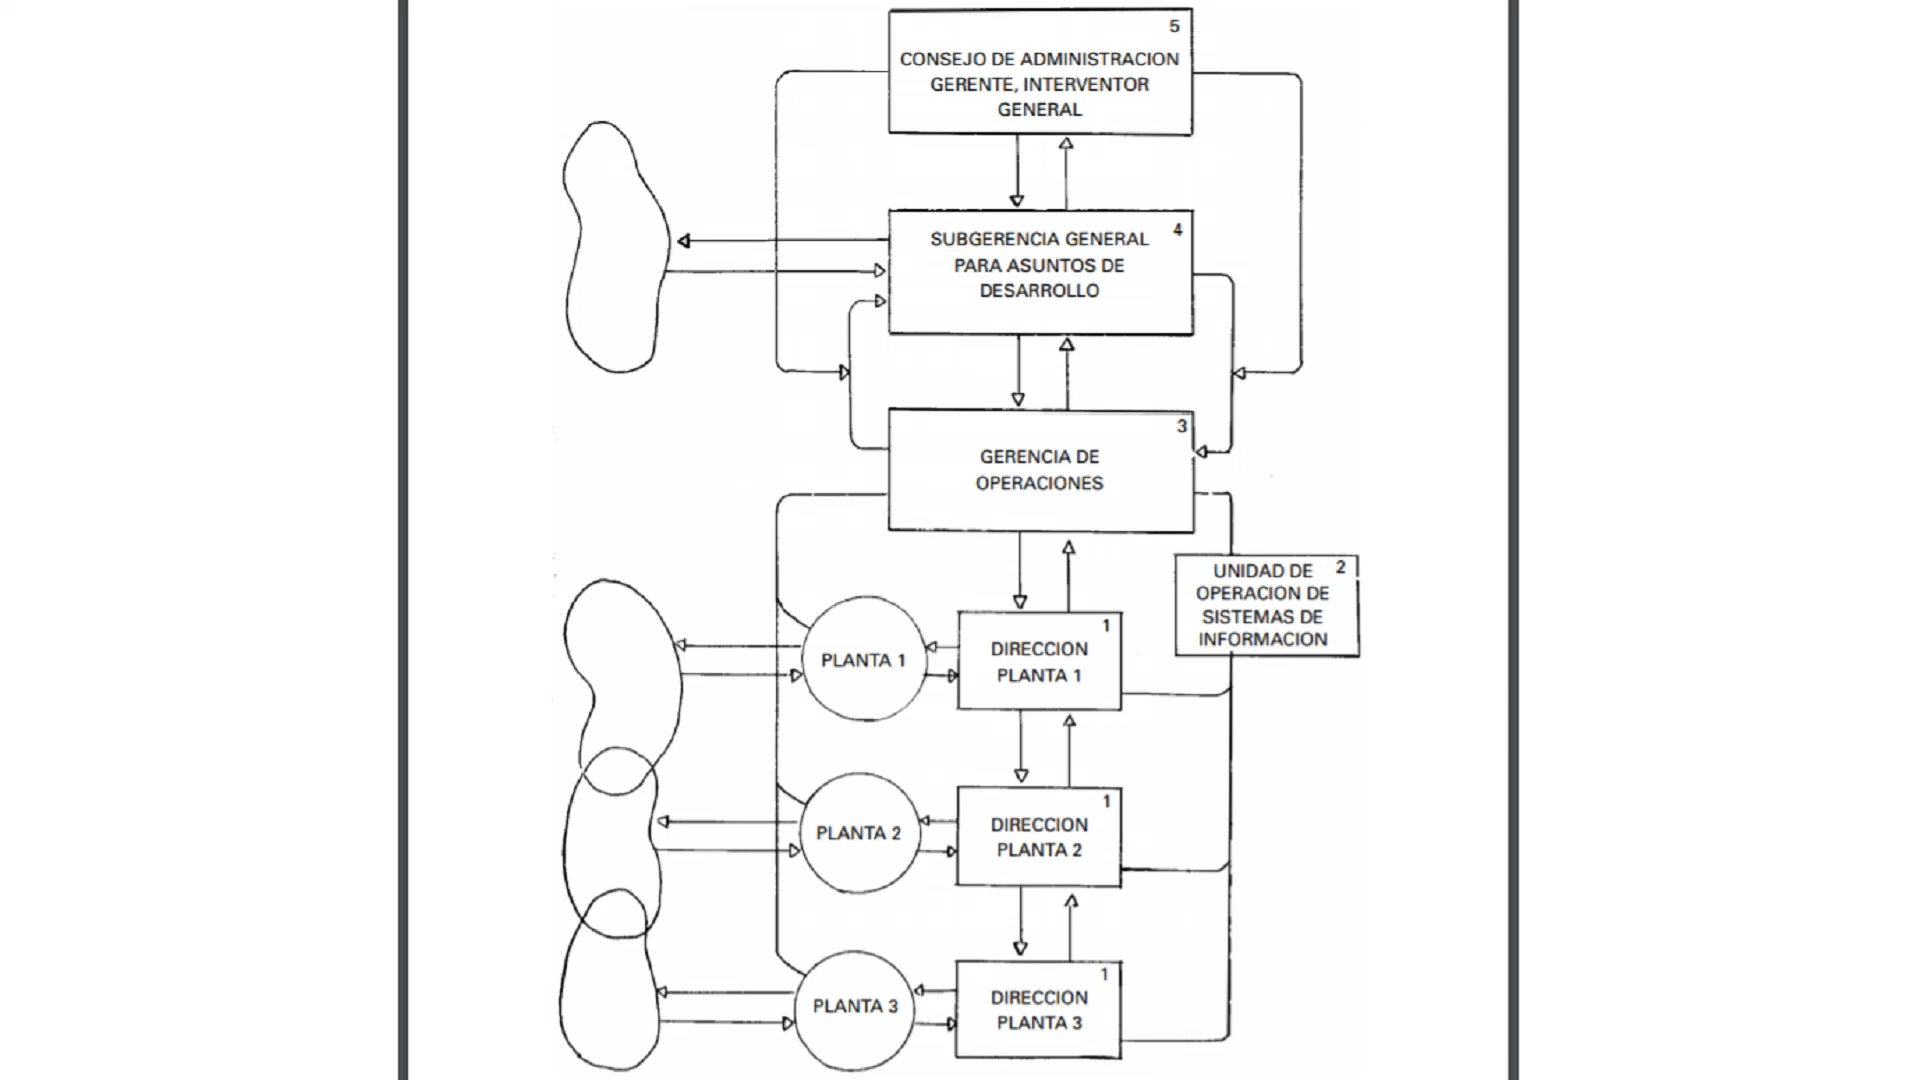 5
CONSEJO DE ADMINISTRACION
GERENTE, INTERVENTOR
GENERAL
4
SUBGERENCIA GENERAL
PARA ASUNTOS DE
DESARROLLO
3
GERENCIA DE
OPERACIONES
2
UNIDAD DE
OPERACION DE
SISTEMAS DE
INFORMACION
PLANTA 1
1
DIRECCION
PLANTA 1
PLANTA 2
1
DIRECCION
PLANTA 2
PLANTA 3
1
DIRECCION
PLANTA 3